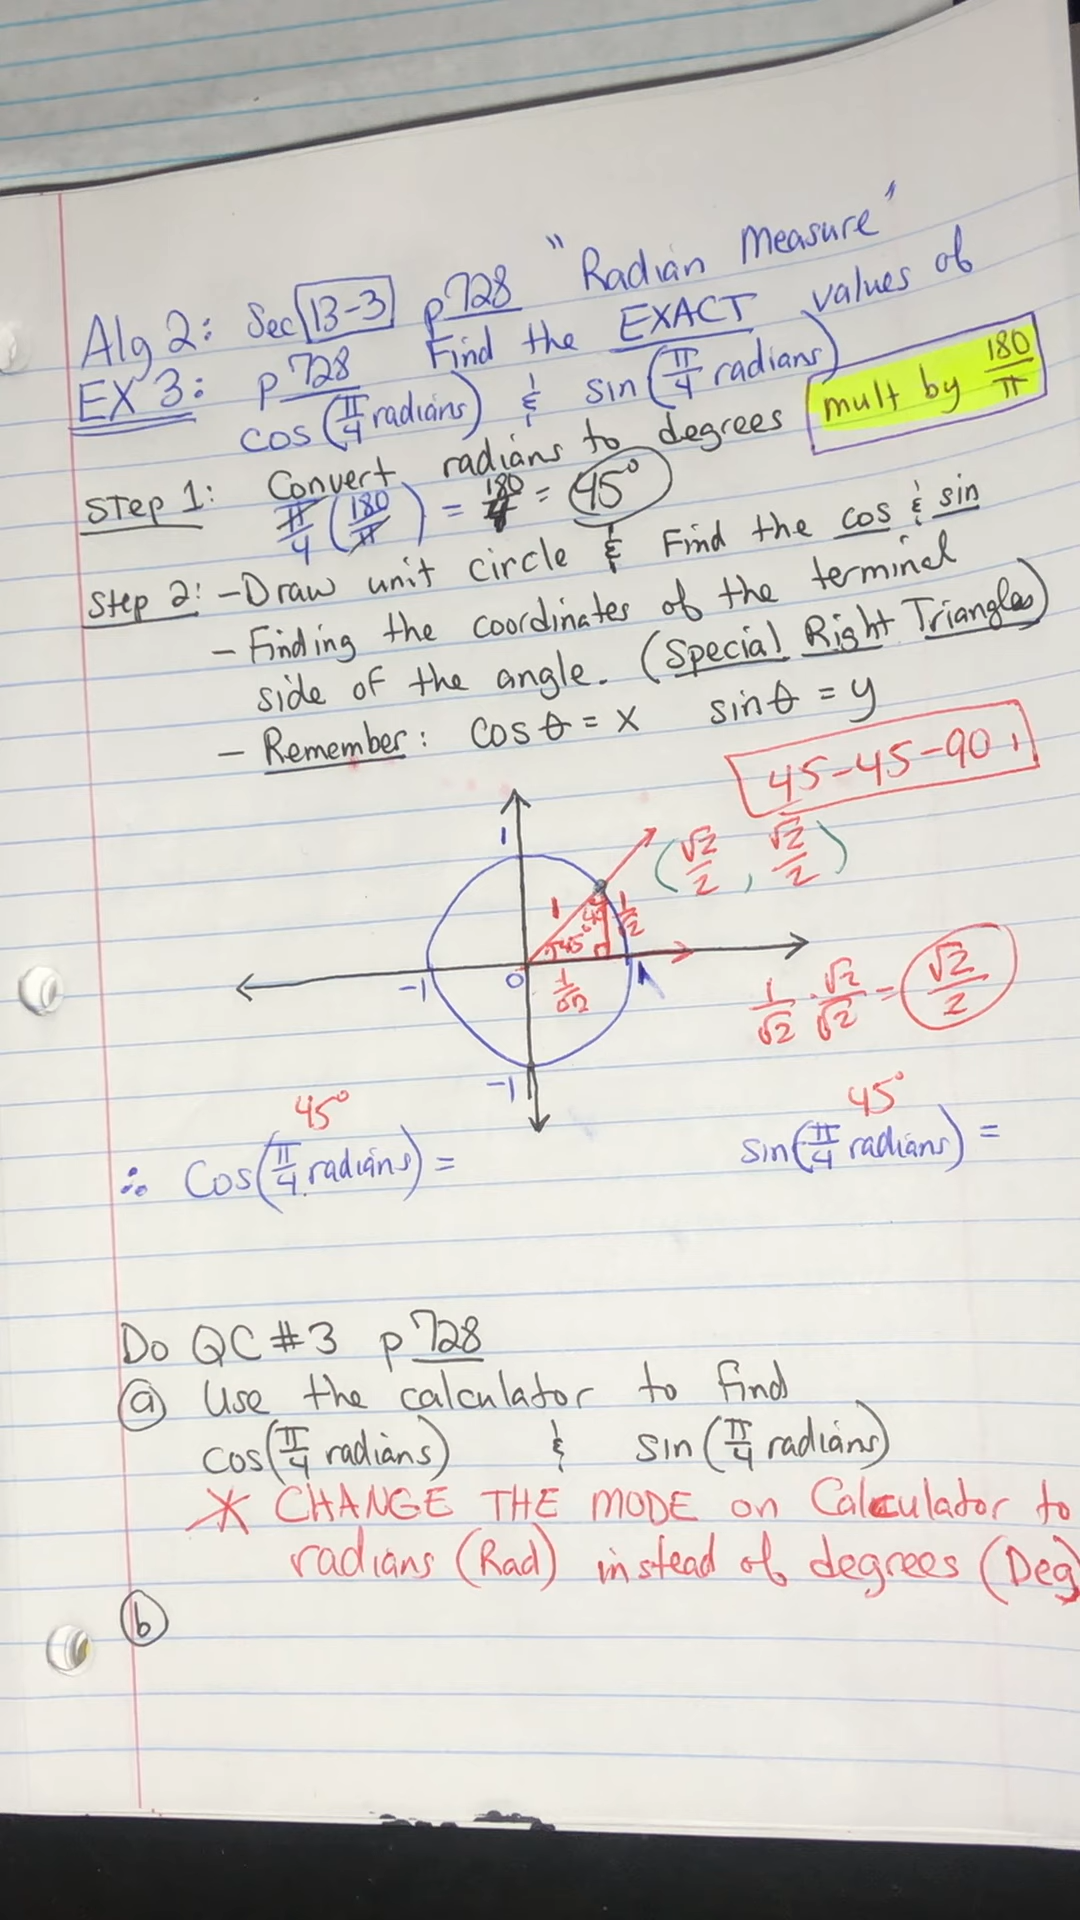 Alg 2: Sec 13-3 p728 "Radian Measure"
EX 3: p728 Find the EXACT values of
cos(π/4 radians) & sin(π/4 radians)
Step 1: Convert radians to degrees mult by 180/π
π/4 (180/π) = 180/4 = 45°
Step 2: - Draw unit circle & Find the cos & sin
- Finding the coordinates of the terminal
side of the angle. (Special Right Triangles)
- Remember: cos θ = x sin θ = y
45-45-90
1
(√2/2, √2/2)
1 45° 1/√2
45°
-1 0 1
1/√2
1/√2 · √2/√2 = √2/2
-1
45° 45°
∴ Cos(π/4 radians) = sin(π/4 radians) =
Do QC #3 p728
a Use the calculator to find
cos(π/4 radians) & sin(π/4 radians)
* CHANGE THE MODE on Calculator to
radians (Rad) instead of degrees (Deg)
b